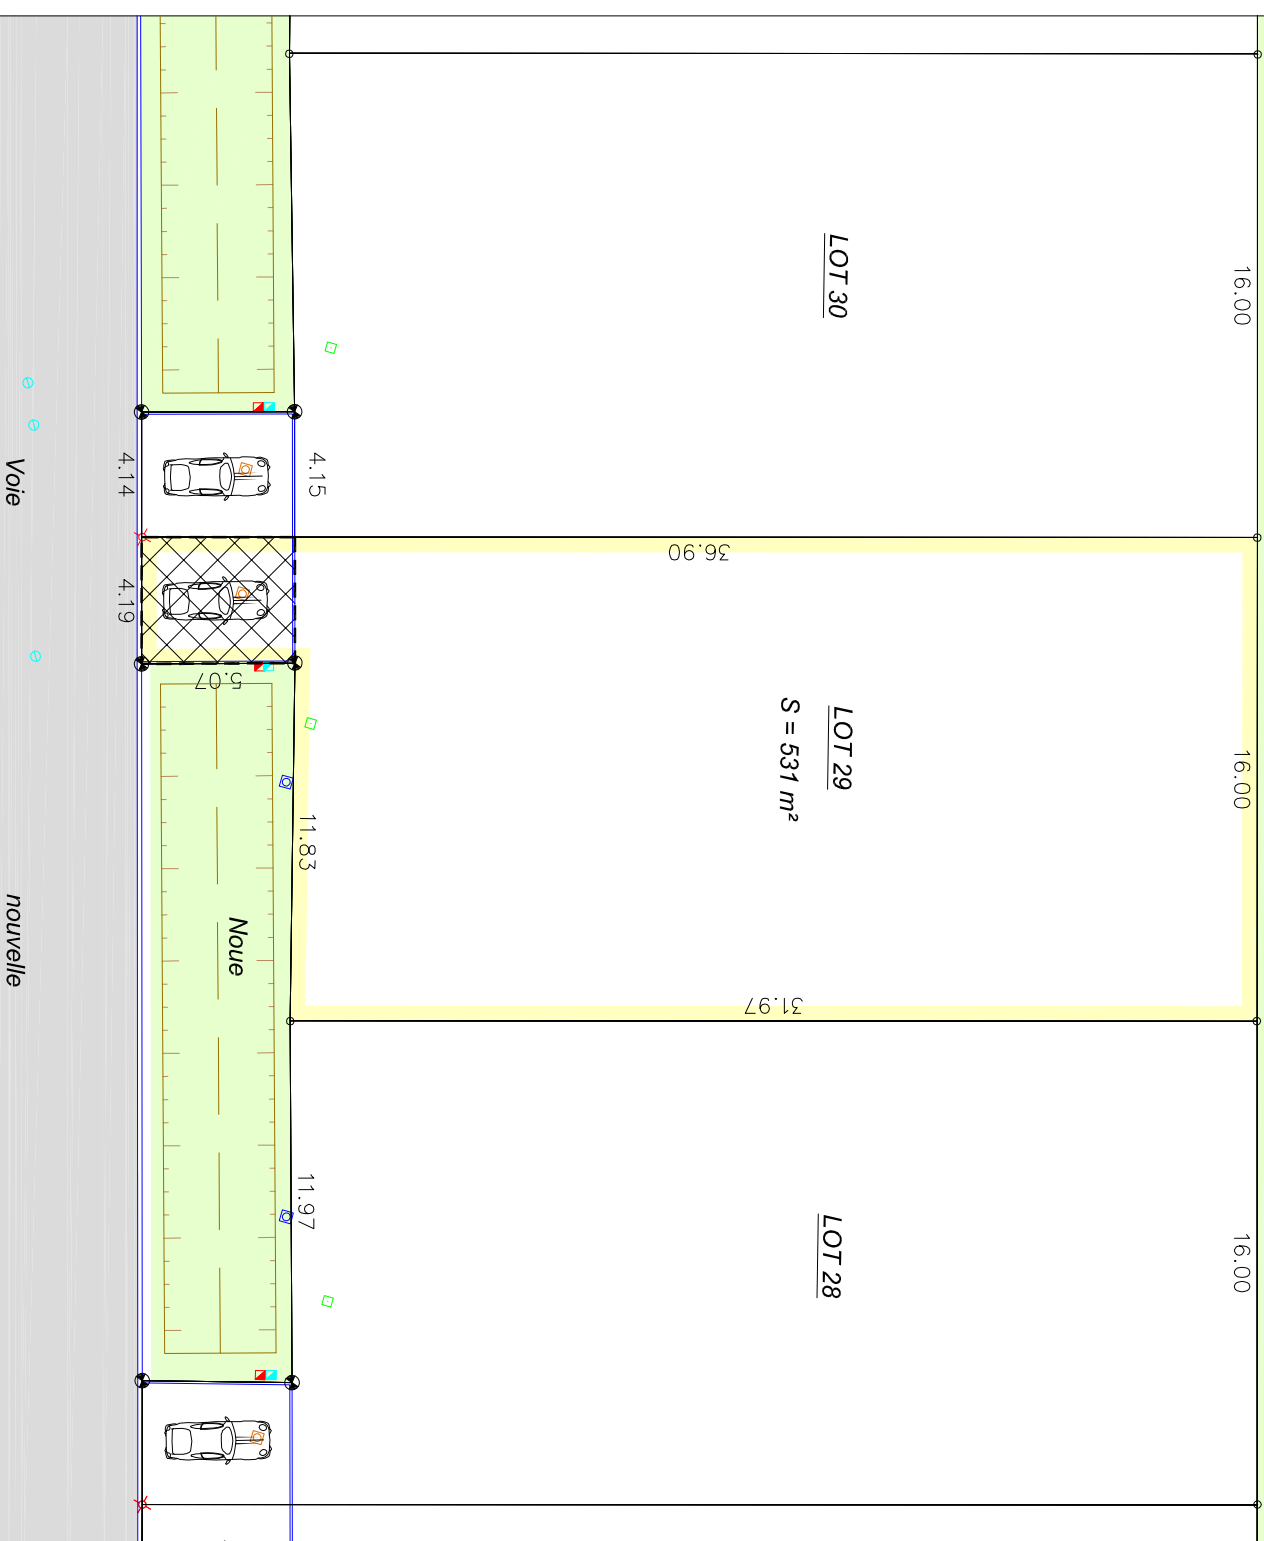 LOT 30
16.00
4.15
4.14
Voie
36.90
4.19
5.07
LOT 29
S = 531 m²
16.00
11.83
Noue
nouvelle
31.97
11.97
LOT 28
16.00